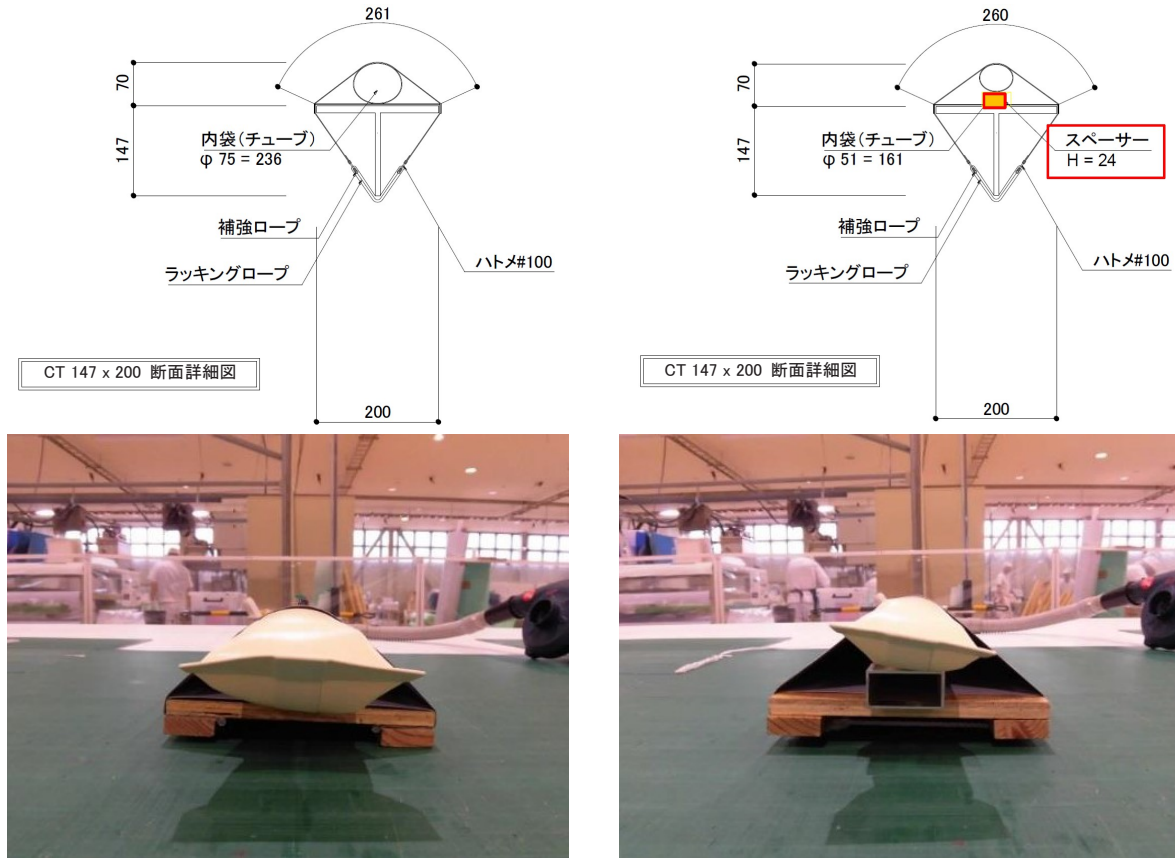 261
70
147
内袋(チューブ)
φ 75 = 236
補強ロープ
ラッキングロープ
ハトメ#100
CT 147 x 200 断面詳細図
200
260
70
147
内袋(チューブ)
φ 51 = 161
スペーサー
H = 24
補強ロープ
ラッキングロープ
ハトメ#100
CT 147 x 200 断面詳細図
200